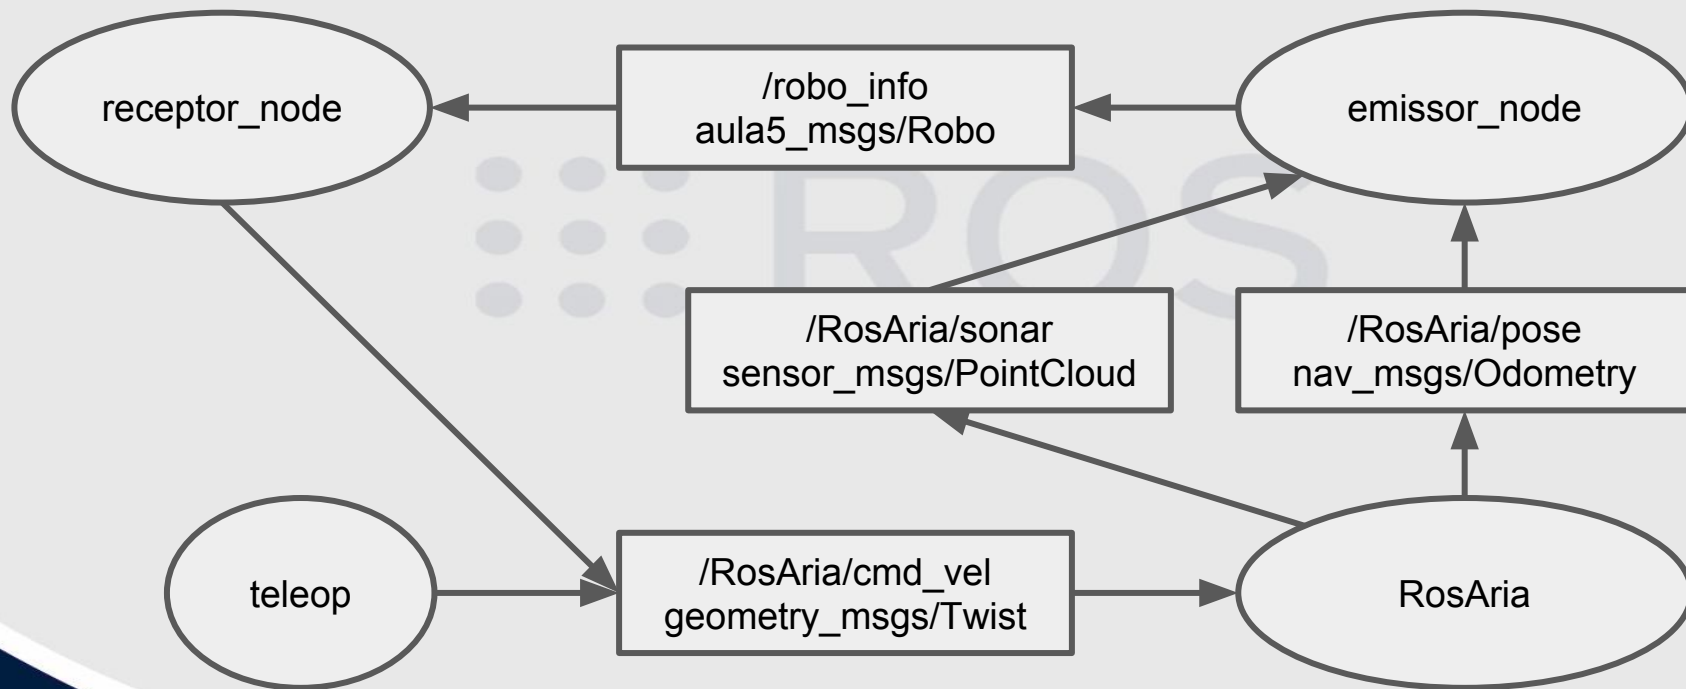 receptor_node
/robo_info
aula5_msgs/Robo
emissor_node
ROS
/RosAria/sonar
sensor_msgs/PointCloud
/RosAria/pose
nav_msgs/Odometry
teleop
/RosAria/cmd_vel
geometry_msgs/Twist
RosAria